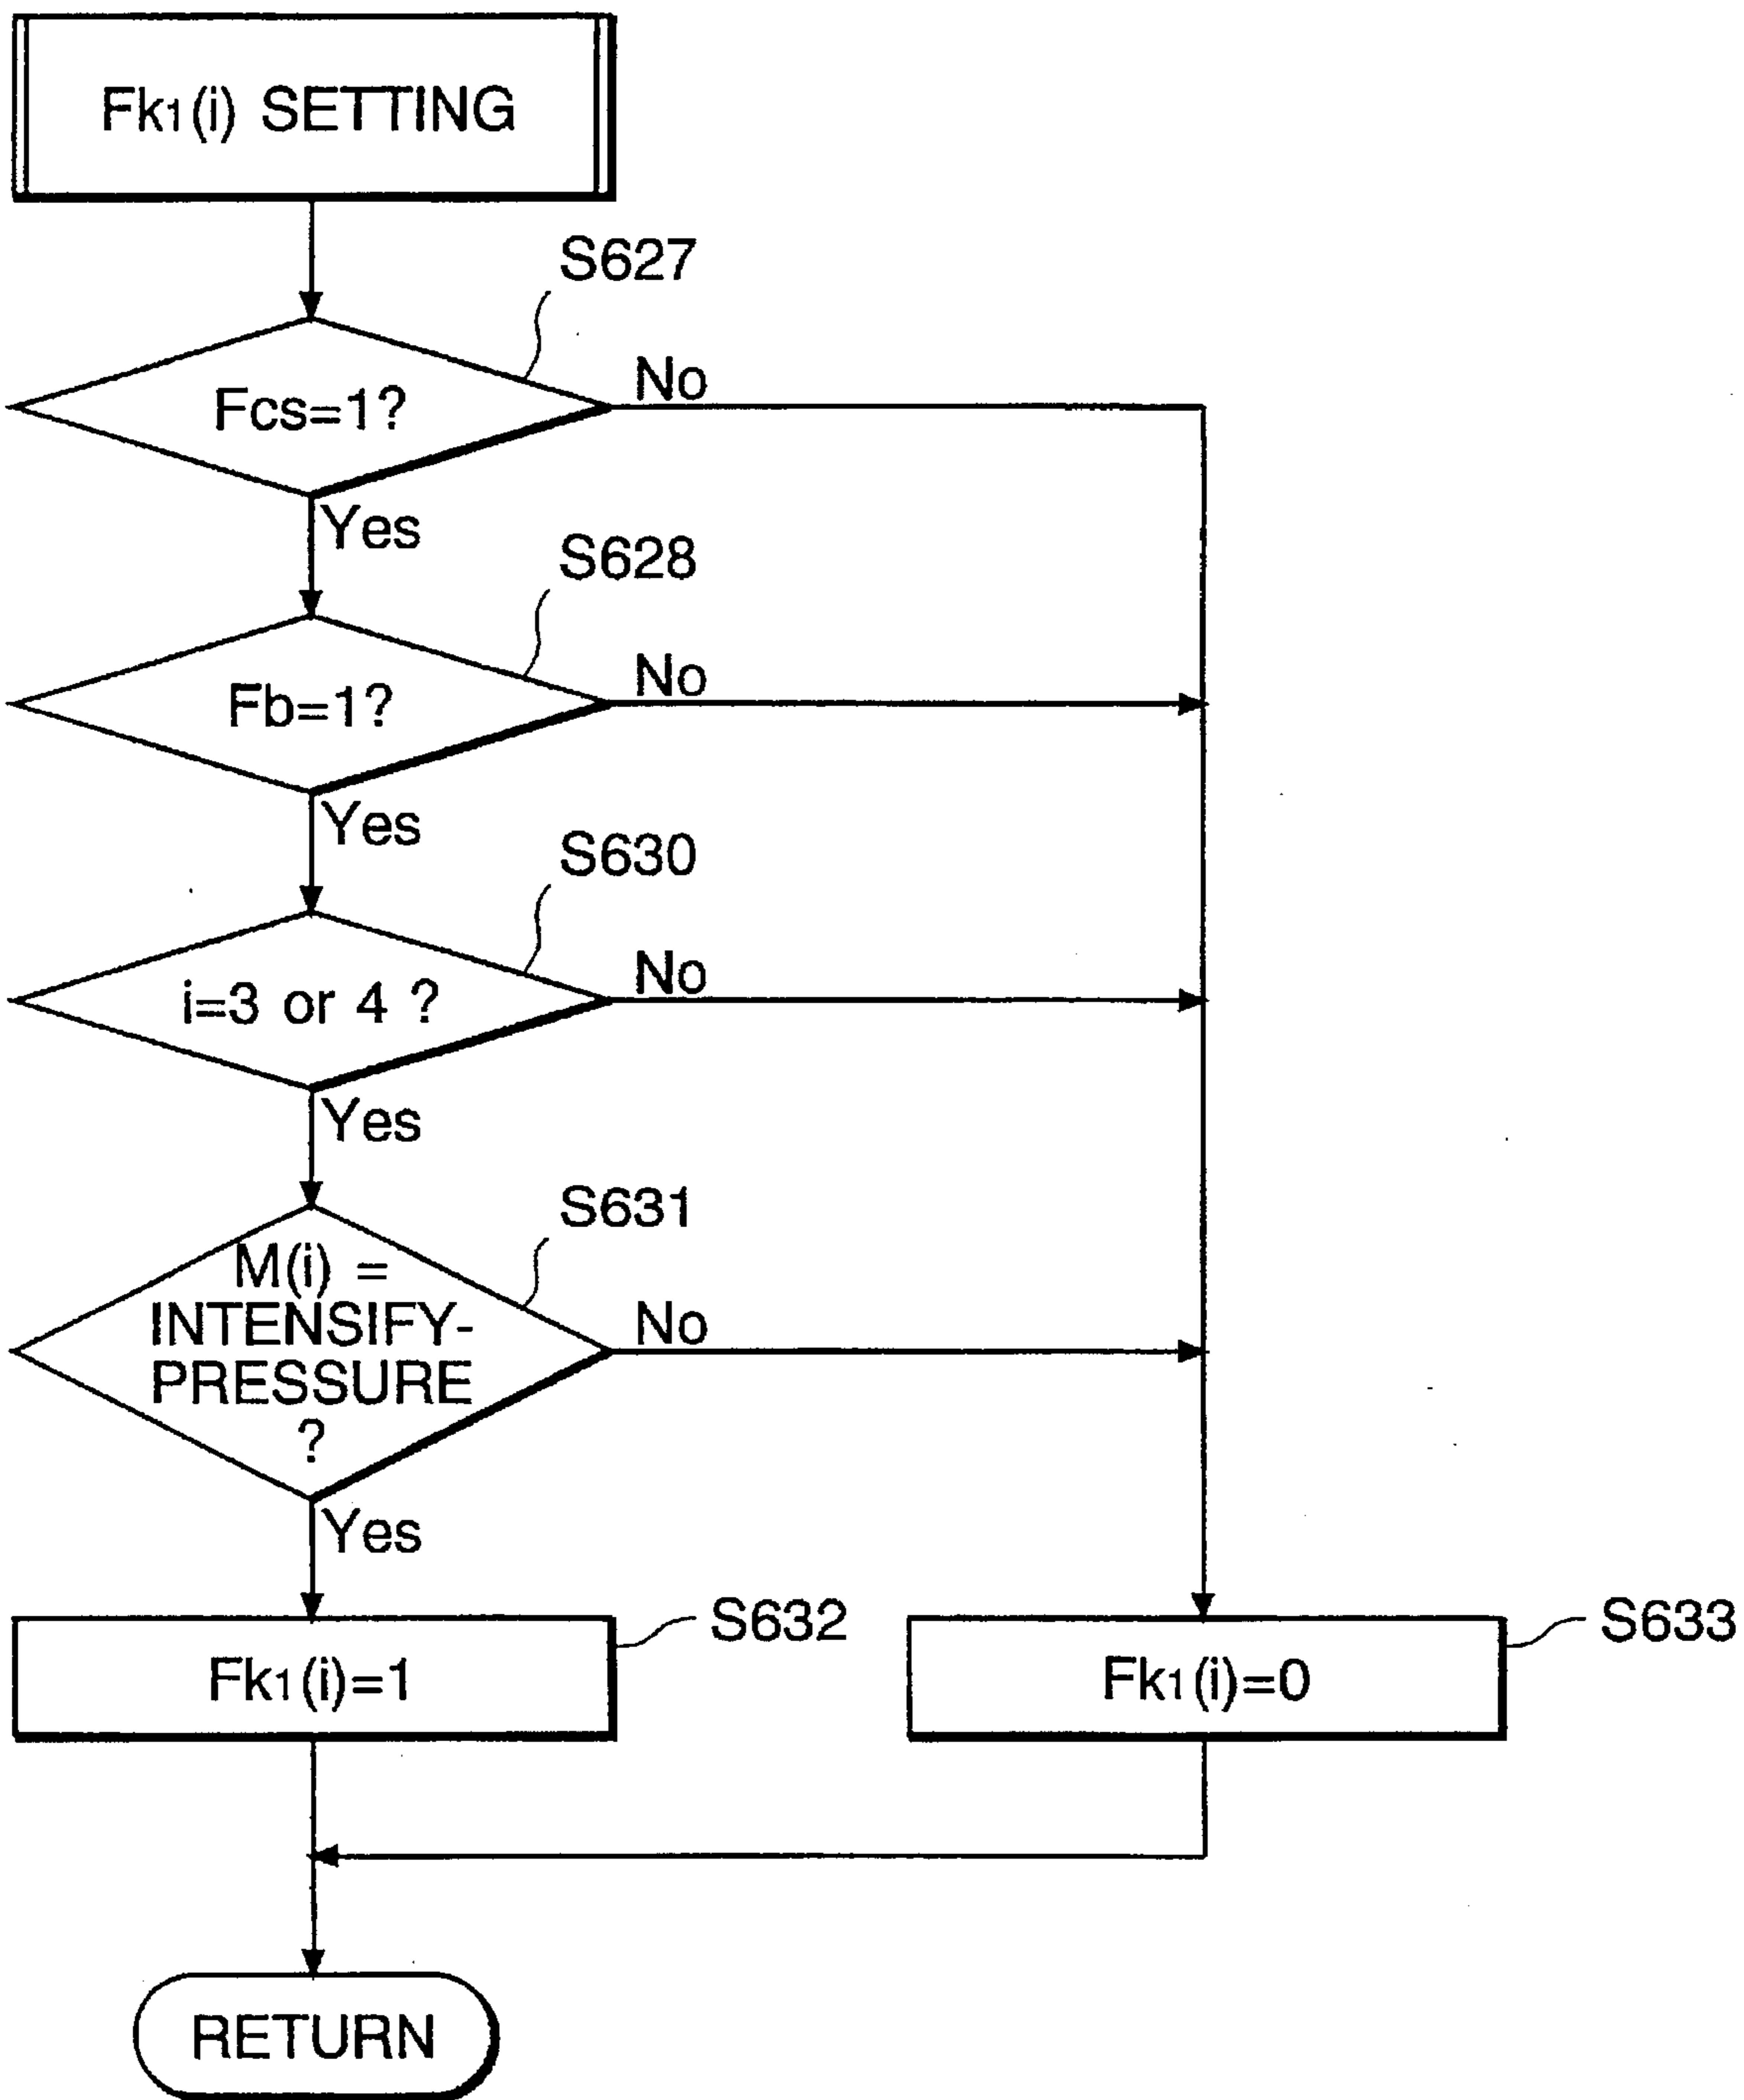 Fk1(i) SETTING
S627
Fcs=1?
No
Yes
S628
Fb=1?
No
Yes
S630
i=3 or 4 ?
No
Yes
S631
M(i) =
INTENSIFY-
PRESSURE
?
No
Yes
S632
Fk1(i)=1
S633
Fk1(i)=0
RETURN